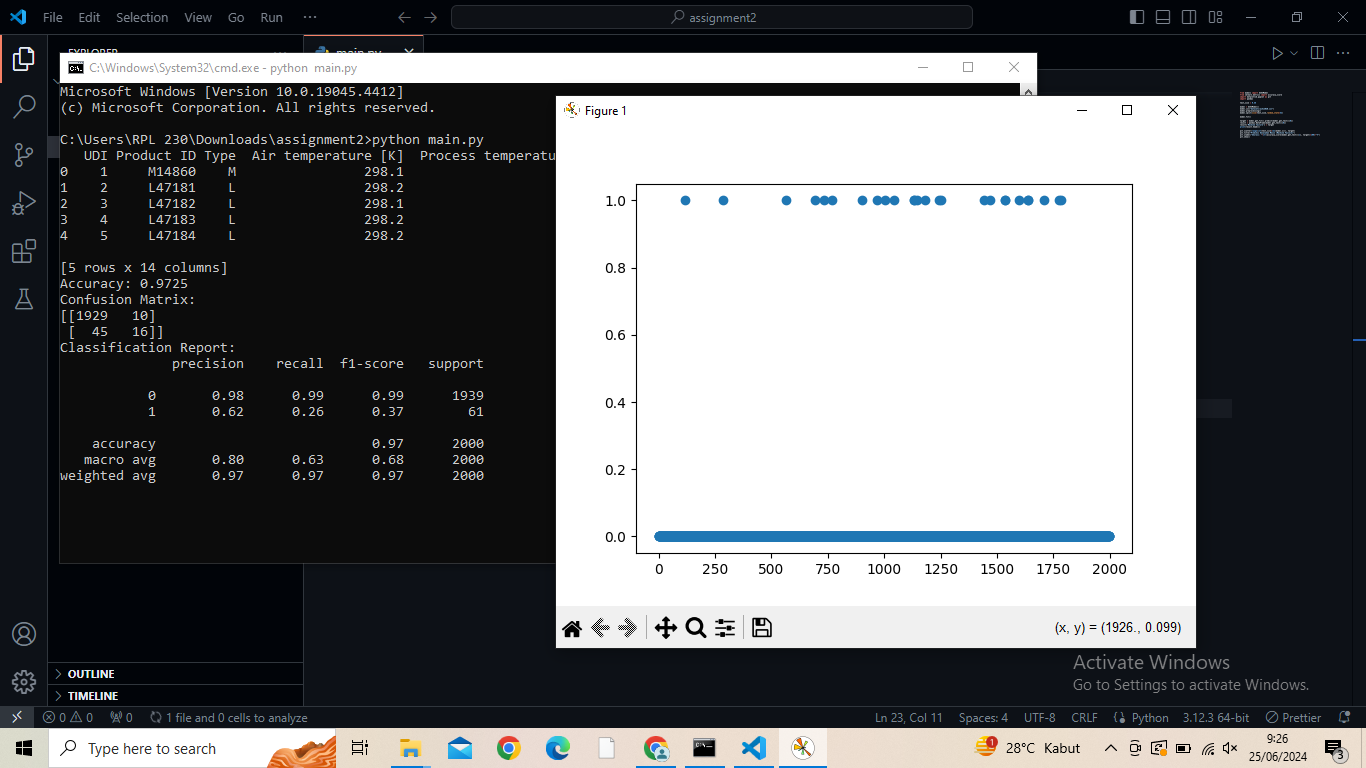 File Edit Selection View Go Run ··· assignment2
EXPLORER
main.py
C:\Windows\System32\cmd.exe - python main.py
Microsoft Windows [Version 10.0.19045.4412]
(c) Microsoft Corporation. All rights reserved.
C:\Users\RPL 230\Downloads\assignment2>python main.py
UDI Product ID Type Air temperature [K] Process temperatu
0 1 M14860 M 298.1
1 2 L47181 L 298.2
2 3 L47182 L 298.1
3 4 L47183 L 298.2
4 5 L47184 L 298.2
[5 rows x 14 columns]
Accuracy: 0.9725
Confusion Matrix:
[[1929 10]
[ 45 16]]
Classification Report:
precision recall f1-score support
0 0.98 0.99 0.99 1939
1 0.62 0.26 0.37 61
accuracy 0.97 2000
macro avg 0.80 0.63 0.68 2000
weighted avg 0.97 0.97 0.97 2000
Figure 1
1.0
0.8
0.6
0.4
0.2
0.0
0 250 500 750 1000 1250 1500 1750 2000
(x, y) = (1926., 0.099)
Activate Windows
Go to Settings to activate Windows.
OUTLINE
TIMELINE
0 0 0 1 file and 0 cells to analyze Ln 23, Col 11 Spaces: 4 UTF-8 CRLF Python 3.12.3 64-bit Prettier
Type here to search 1 28°C Kabut 9:26
25/06/2024 3